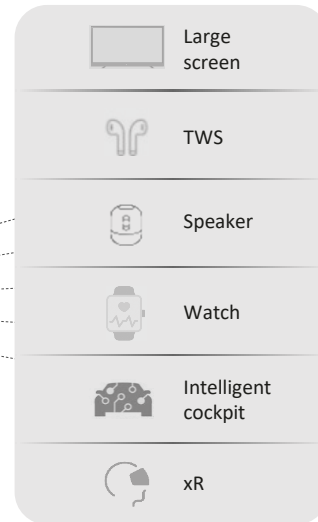 Large
screen
TWS
Speaker
Watch
Intelligent
cockpit
xR